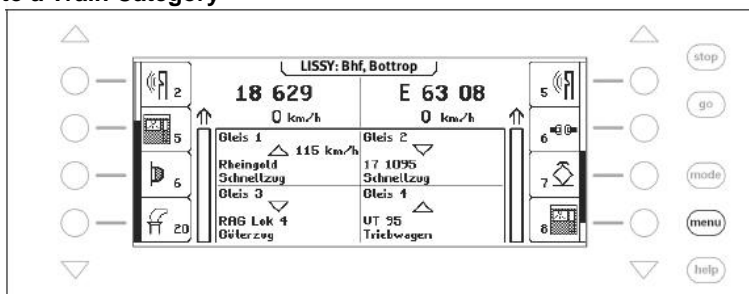 to a Train Category
stop
go
mode
menu
help
LISSY: Bhf, Bottrop
18 629
E 63 08
0 km/h
0 km/h
2
5
6
20
5
6
7
8
Gleis 1
115 km/h
Rheingold
Schnellzug
Gleis 2
17 1095
Schnellzug
Gleis 3
RAG Lok 4
Güterzug
Gleis 4
VT 95
Triebwagen